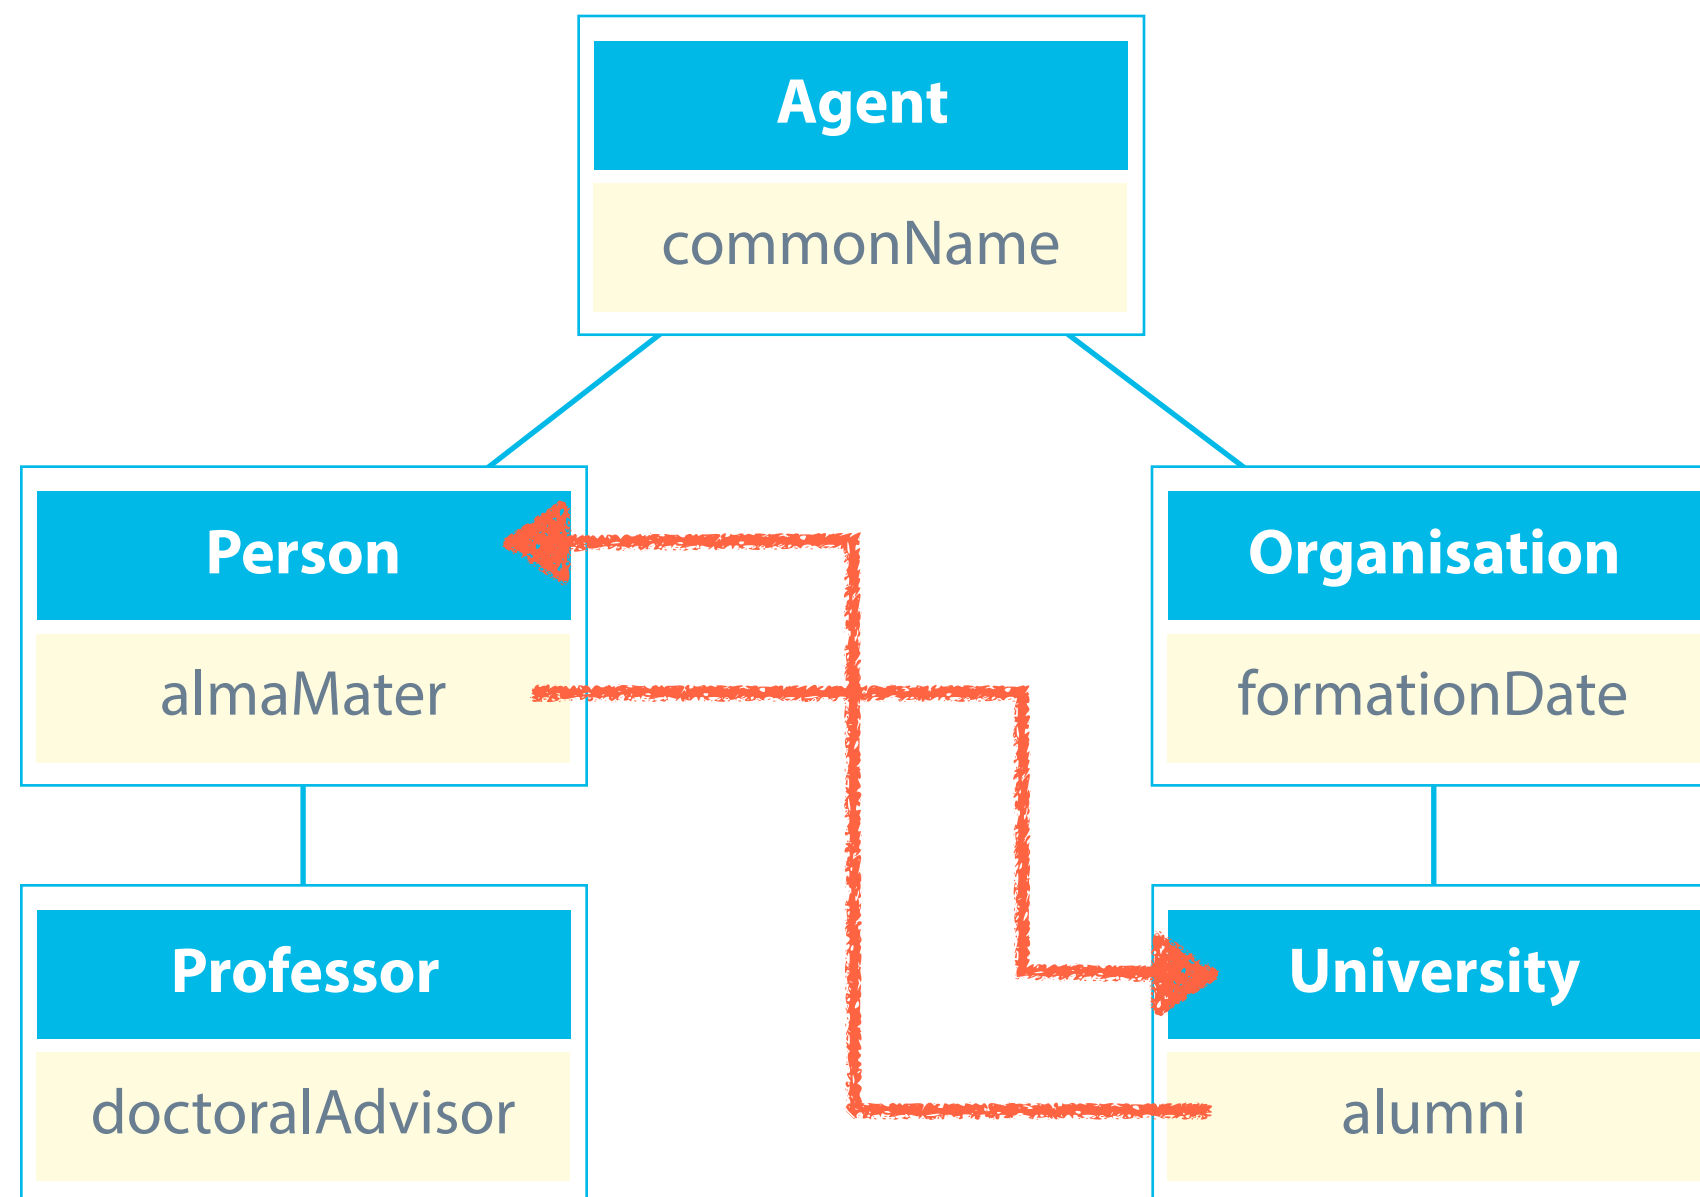 Agent
commonName
Person
almaMater
Organisation
formationDate
Professor
doctoralAdvisor
University
alumni